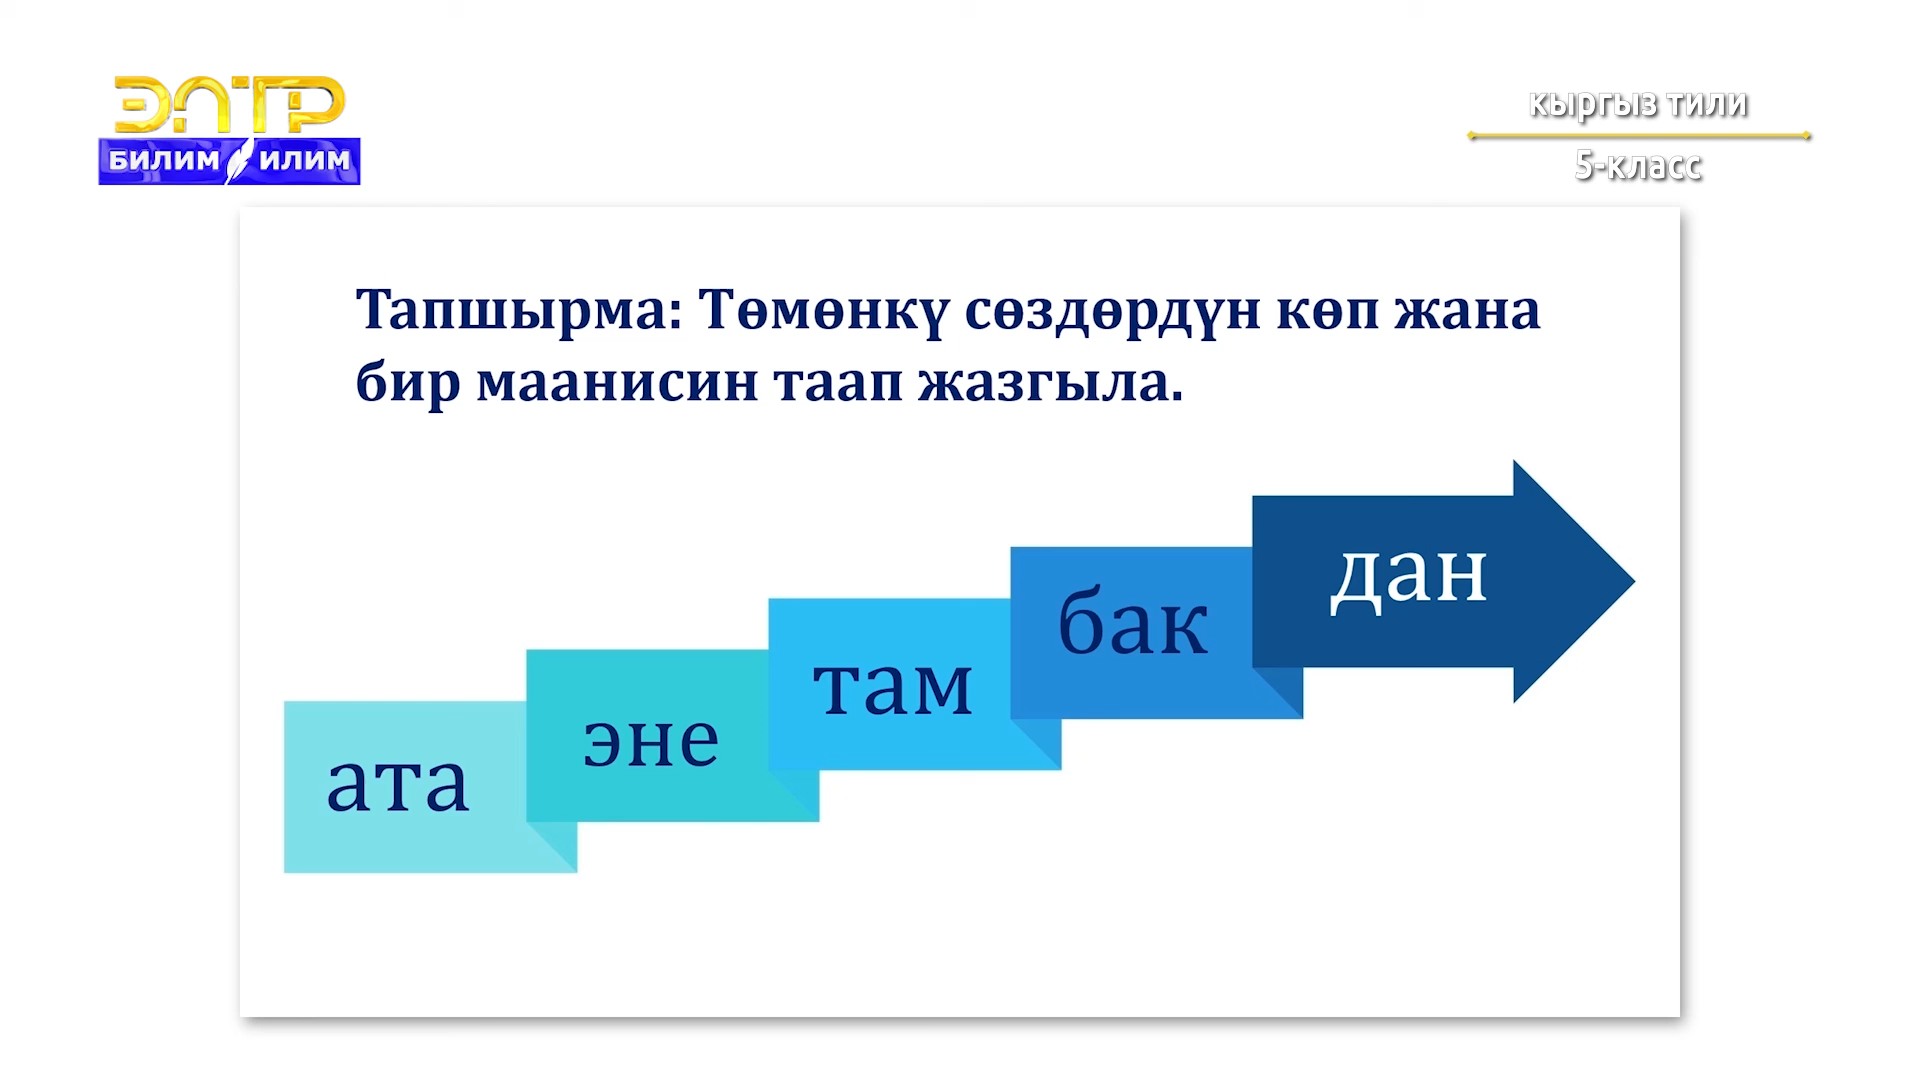 ЭЛТР
БИЛИМ ИЛИМ
кыргыз тили
5-класс
Тапшырма: Төмөнкү сөздөрдүн көп жана
бир маанисин таап жазгыла.
ата
эне
там
бак
дан